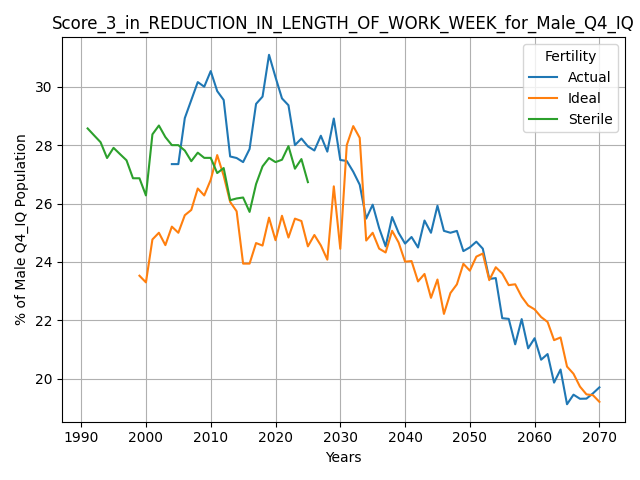 Score_3_in_REDUCTION_IN_LENGTH_OF_WORK_WEEK_for_Male_Q4_IQ
Fertility
Actual
Ideal
Sterile
% of Male Q4_IQ Population
30
28
26
24
22
20
1990 2000 2010 2020 2030 2040 2050 2060 2070
Years